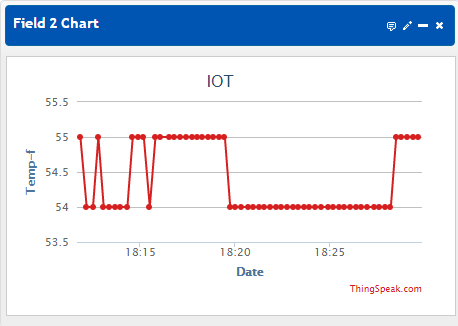 Field 2 Chart
IOT
Temp-f
55.5
55
54.5
54
53.5
18:15 18:20 18:25
Date
ThingSpeak.com